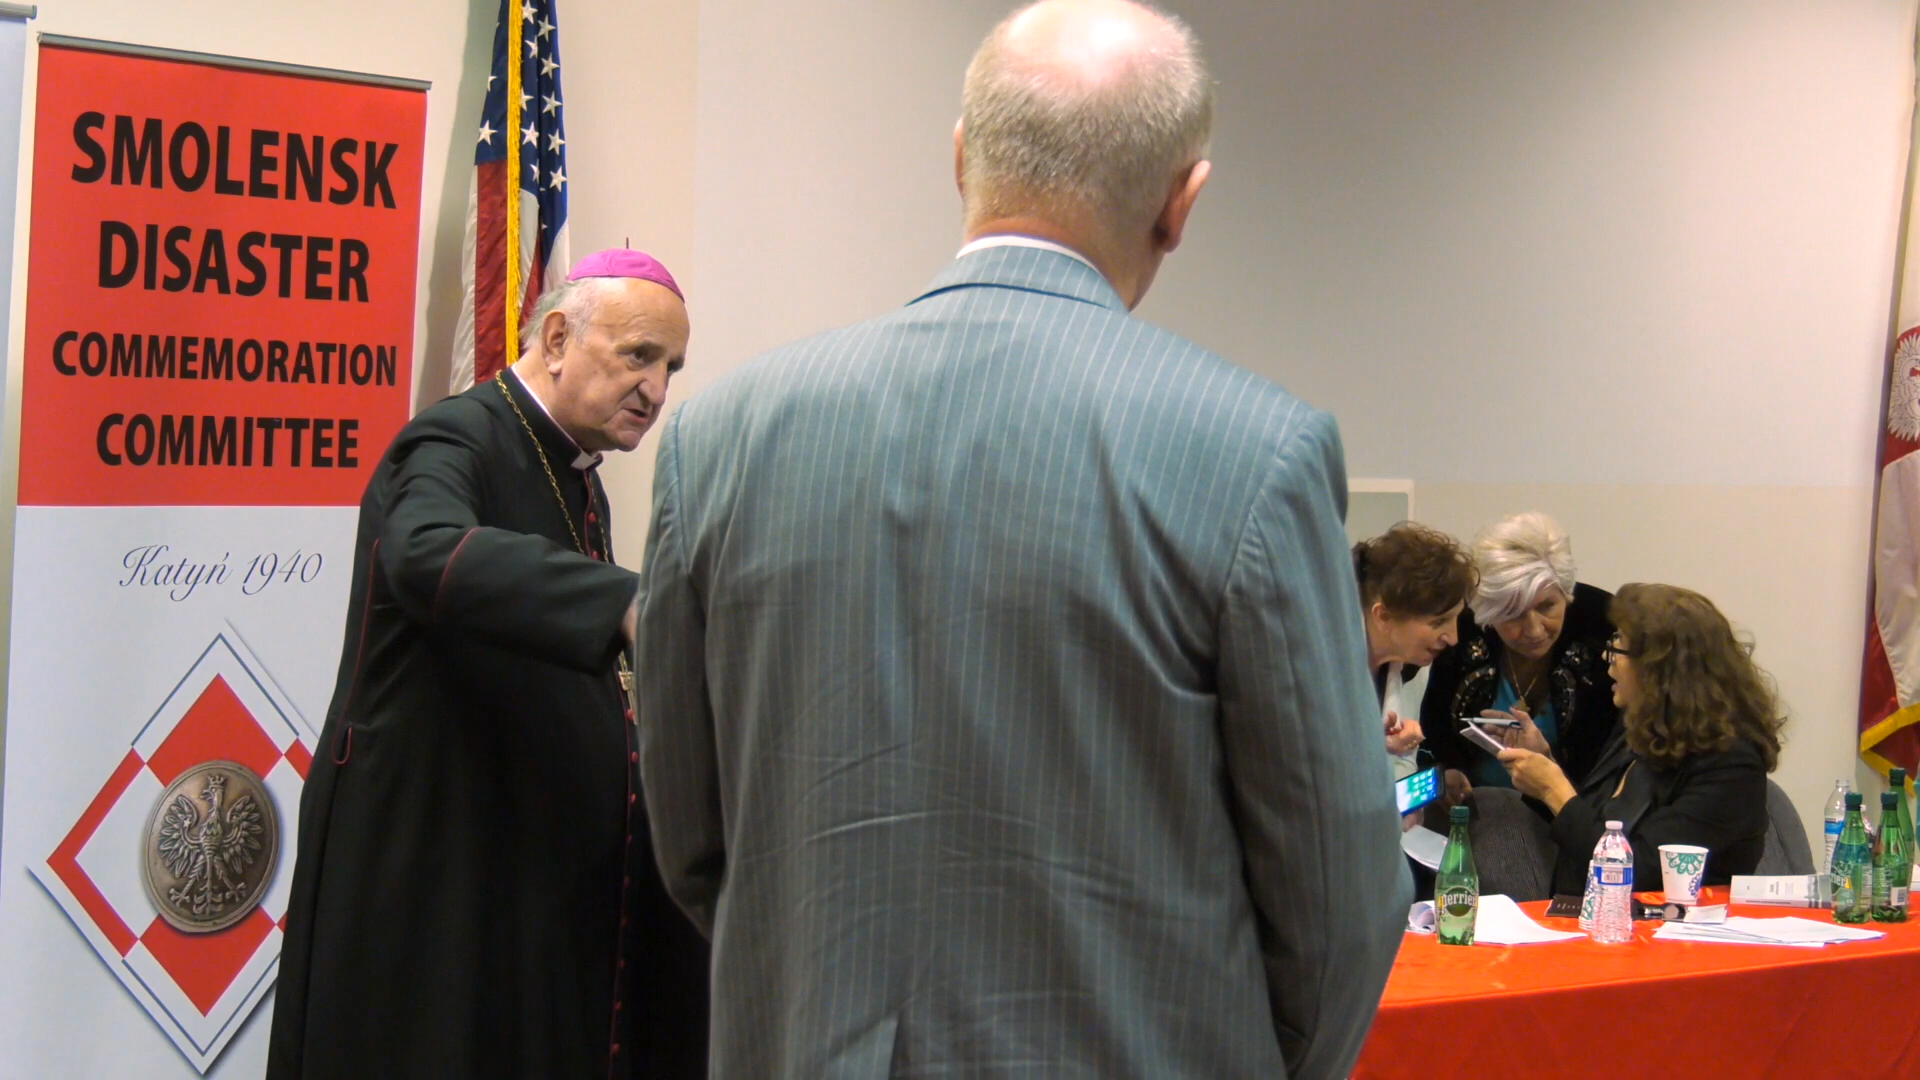 SMOLENSK
DISASTER
COMMEMORATION
COMMITTEE
Katyń 1940
Perrier